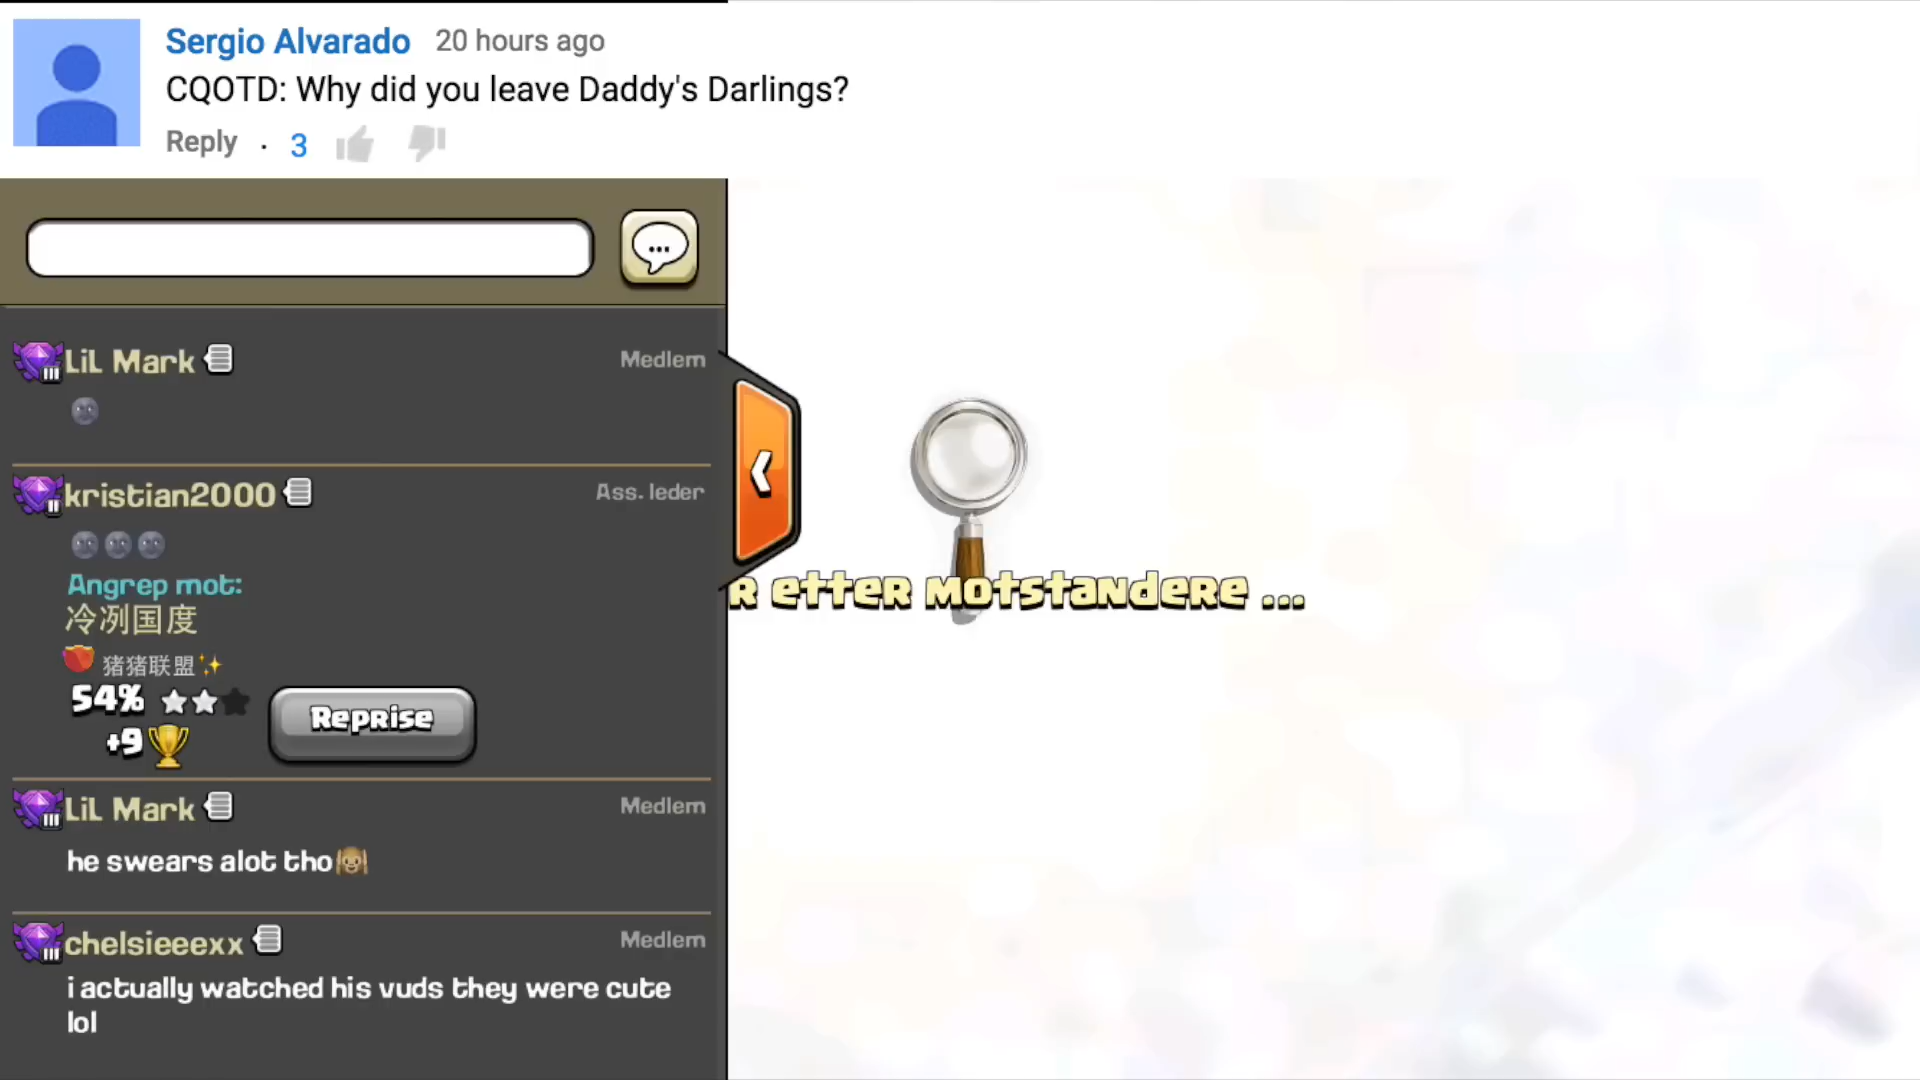 Sergio Alvarado 20 hours ago
CQOTD: Why did you leave Daddy's Darlings?
Reply · 3
LiL Mark Medlem
kristian2000 Ass. leder
Angrep mot:
冷冽国度
猪猪联盟
54%
+9
Reprise
r etter motstandere ...
LiL Mark Medlem
he swears alot tho
chelsieeexx Medlem
i actually watched his vuds they were cute
lol